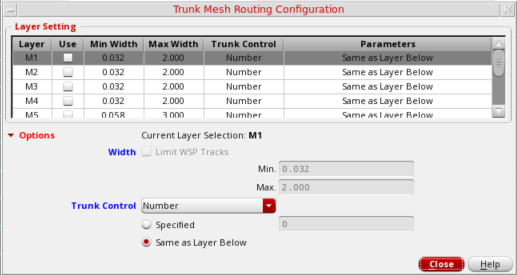 Trunk Mesh Routing Configuration
Layer Setting
Layer Use Min Width Max Width Trunk Control Parameters
M1 0.032 2.000 Number Same as Layer Below
M2 0.032 2.000 Number Same as Layer Below
M3 0.032 2.000 Number Same as Layer Below
M4 0.032 2.000 Number Same as Layer Below
M5 0.058 3.000 Number Same as Layer Below
Options Current Layer Selection: M1
Width Limit WSP Tracks
Min. 0.032
Max. 2.000
Trunk Control Number
Specified 0
Same as Layer Below
Close Help